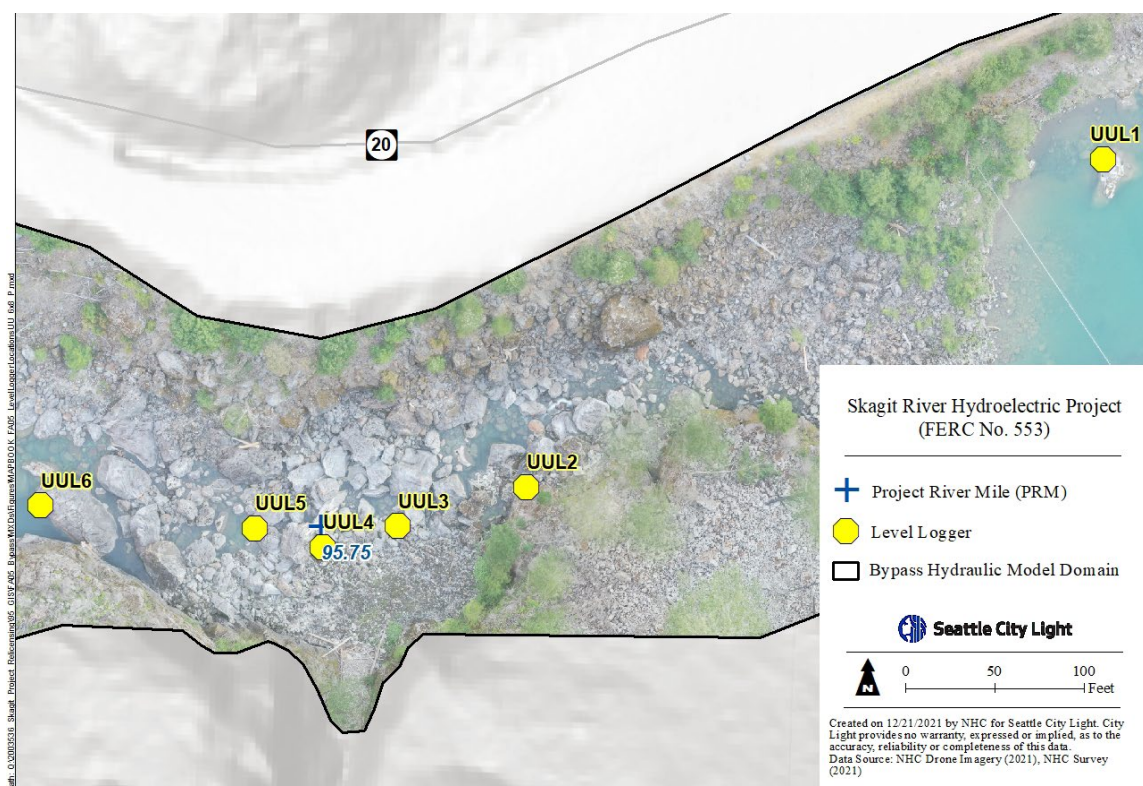 20
UUL1
UUL2
UUL3
UUL4
UUL5
UUL6
95.75
Skagit River Hydroelectric Project
(FERC No. 553)
Project River Mile (PRM)
Level Logger
Bypass Hydraulic Model Domain
Seattle City Light
N
0 50 100
Feet
Created on 12/21/2021 by NHC for Seattle City Light. City
Light provides no warranty, expressed or implied, as to the
accuracy, reliability or completeness of this data.
Data Source: NHC Drone Imagery (2021), NHC Survey
(2021)